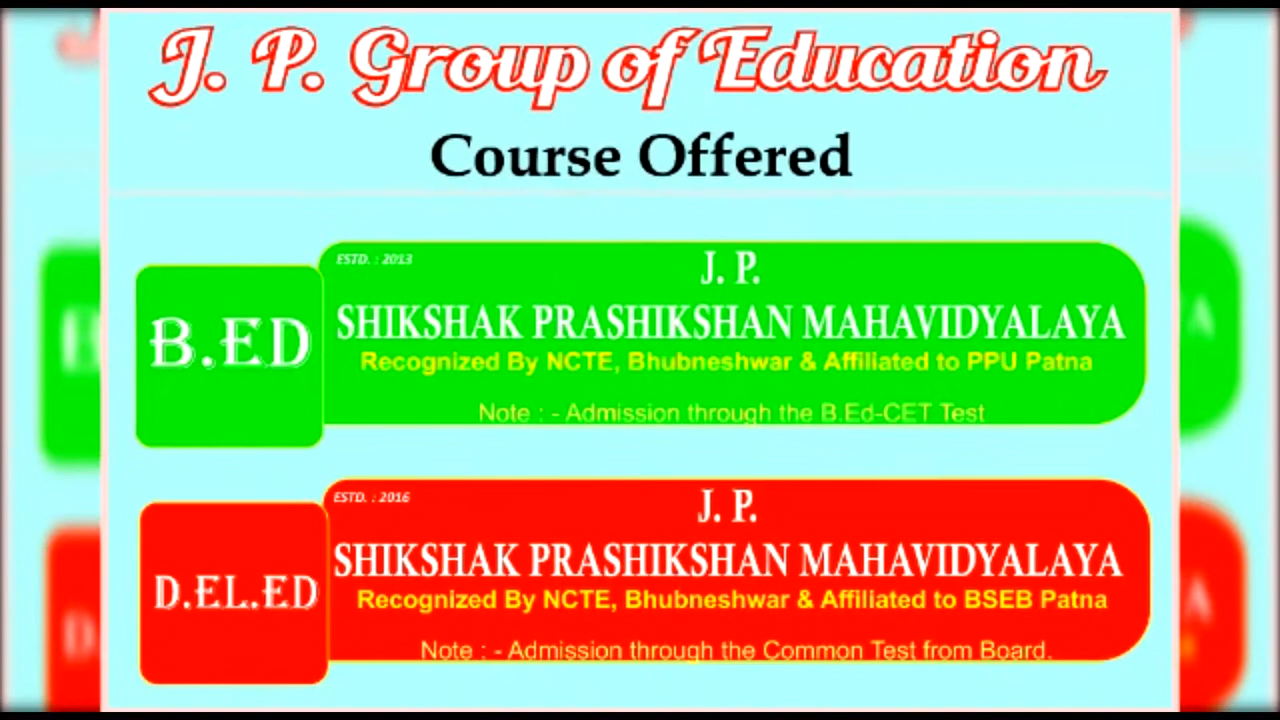 J. P. Group of Education
Course Offered
ESTD. : 2013
J. P.
B.ED
SHIKSHAK PRASHIKSHAN MAHAVIDYALAYA
Recognized By NCTE, Bhubneshwar & Affiliated to PPU Patna
Note : - Admission through the B.Ed-CET Test
ESTD. : 2016
J. P.
D.EL.ED
SHIKSHAK PRASHIKSHAN MAHAVIDYALAYA
Recognized By NCTE, Bhubneshwar & Affiliated to BSEB Patna
Note : - Admission through the Common Test from Board.